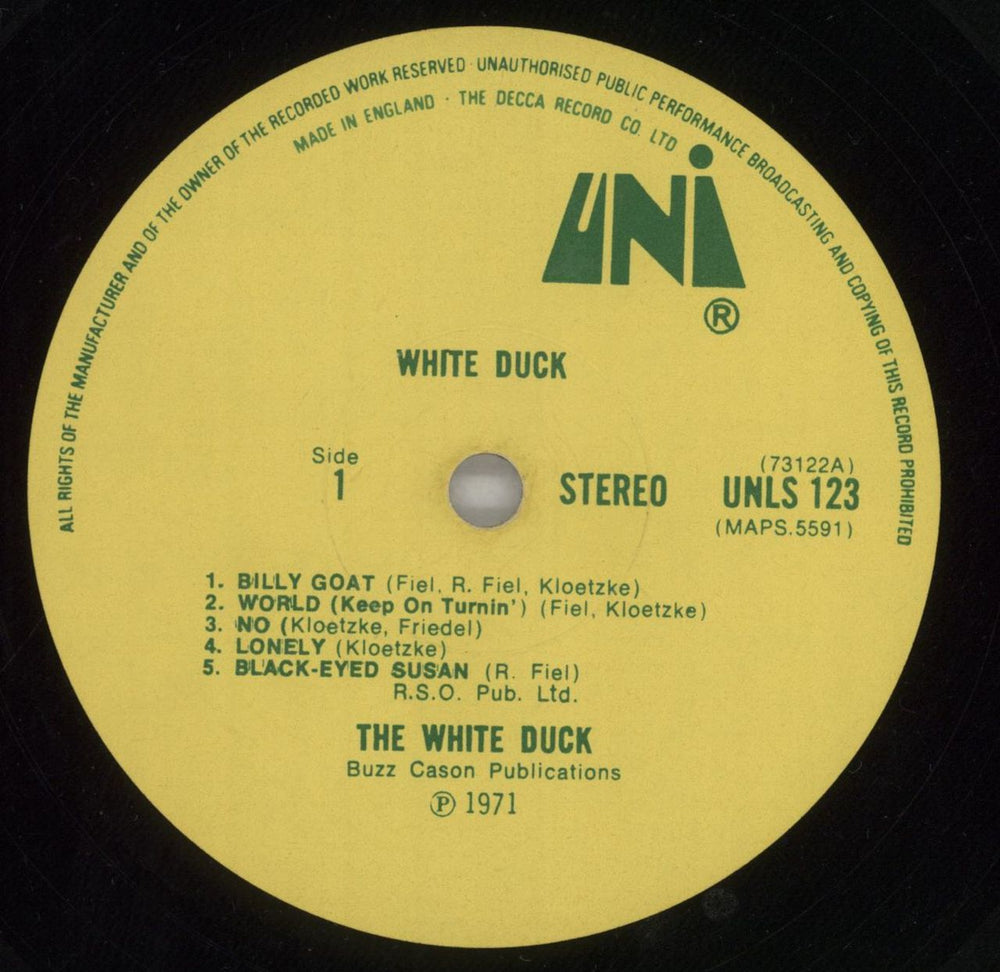 ALL RIGHTS OF THE MANUFACTURER AND OF THE OWNER OF THE RECORDED WORK RESERVED · UNAUTHORISED PUBLIC PERFORMANCE BROADCASTING AND COPYING OF THIS RECORD PROHIBITED
MADE IN ENGLAND · THE DECCA RECORD CO. LTD
UNi
®
WHITE DUCK
Side
1
STEREO
(73122A)
UNLS 123
(MAPS.5591)
1. BILLY GOAT (Fiel, R. Fiel, Kloetzke)
2. WORLD (Keep On Turnin') (Fiel, Kloetzke)
3. NO (Kloetzke, Friedel)
4. LONELY (Kloetzke)
5. BLACK-EYED SUSAN (R. Fiel)
R.S.O. Pub. Ltd.
THE WHITE DUCK
Buzz Cason Publications
℗ 1971